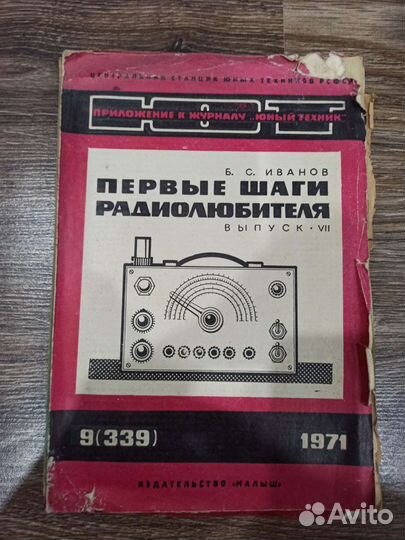 ЦЕНТРАЛЬНАЯ СТАНЦИЯ ЮНЫХ ТЕХНИКОВ РСФСР
ЮТ
ПРИЛОЖЕНИЕ К ЖУРНАЛУ „ЮНЫЙ ТЕХНИК"
Б. С. ИВАНОВ
ПЕРВЫЕ ШАГИ
РАДИОЛЮБИТЕЛЯ
ВЫПУСК · VII
9(339)
1971
ИЗДАТЕЛЬСТВО «МАЛЫШ»
Avito